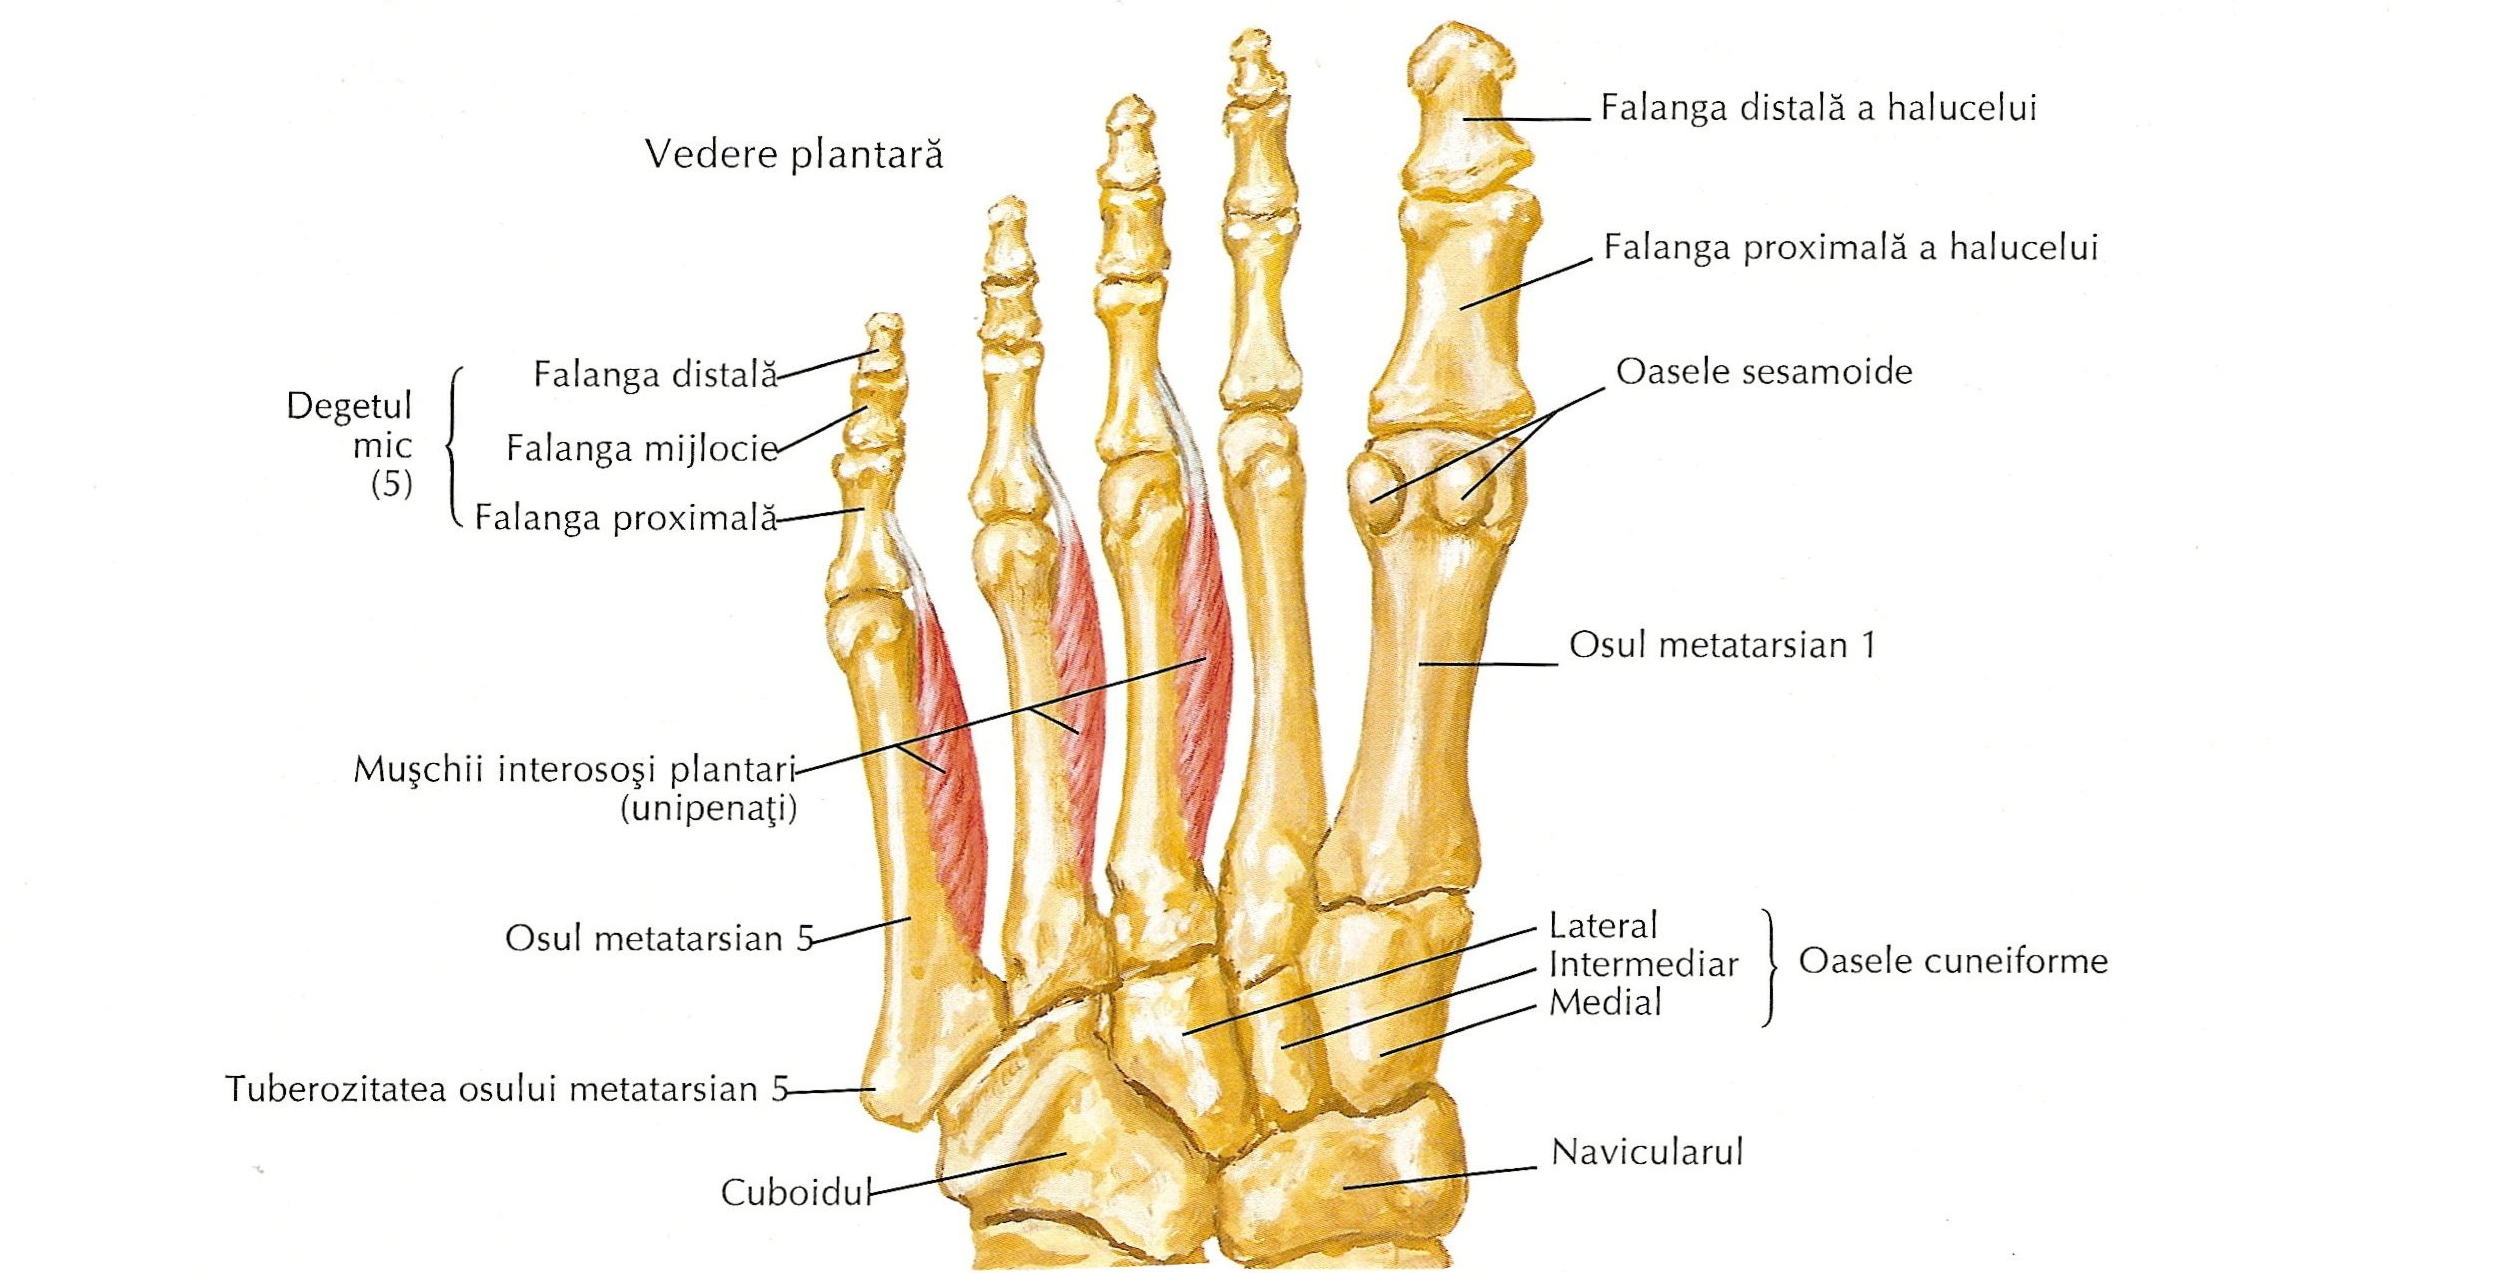 Vedere plantară
Falanga distală a halucelui
Falanga proximală a halucelui
Oasele sesamoide
Degetul
mic
(5)
Falanga distală
Falanga mijlocie
Falanga proximală
Osul metatarsian 1
Muşchii interosoşi plantari
(unipenaţi)
Osul metatarsian 5
Lateral
Intermediar
Medial
Oasele cuneiforme
Tuberozitatea osului metatarsian 5
Navicularul
Cuboidul